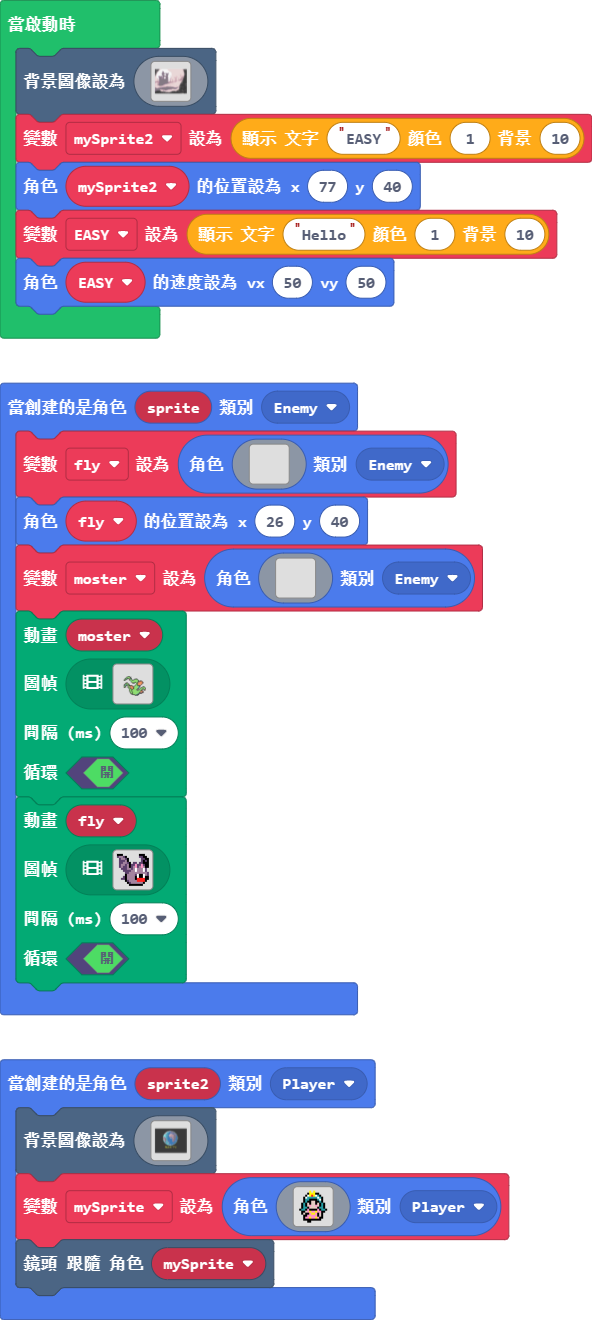 當啟動時
背景圖像設為
變數 mySprite2 設為 顯示 文字 "EASY" 顏色 1 背景 10
角色 mySprite2 的位置設為 x 77 y 40
變數 EASY 設為 顯示 文字 "Hello" 顏色 1 背景 10
角色 EASY 的速度設為 vx 50 vy 50
當創建的是角色 sprite 類別 Enemy
變數 fly 設為 角色 類別 Enemy
角色 fly 的位置設為 x 26 y 40
變數 moster 設為 角色 類別 Enemy
動畫 moster
圖幀
間隔 (ms) 100
循環 開
動畫 fly
圖幀
間隔 (ms) 100
循環 開
當創建的是角色 sprite2 類別 Player
背景圖像設為
變數 mySprite 設為 角色 類別 Player
鏡頭 跟隨 角色 mySprite